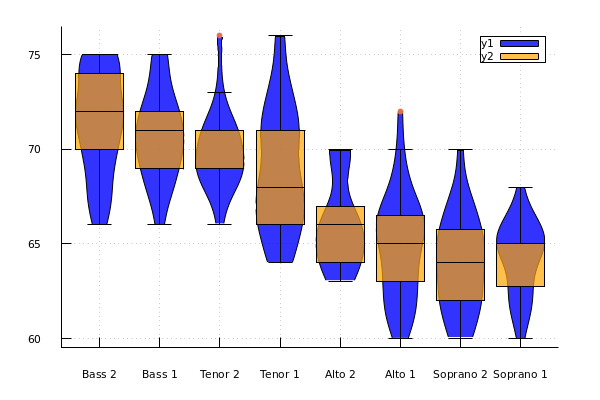 y1
y2
75
70
65
60
Bass 2 Bass 1 Tenor 2 Tenor 1 Alto 2 Alto 1 Soprano 2 Soprano 1